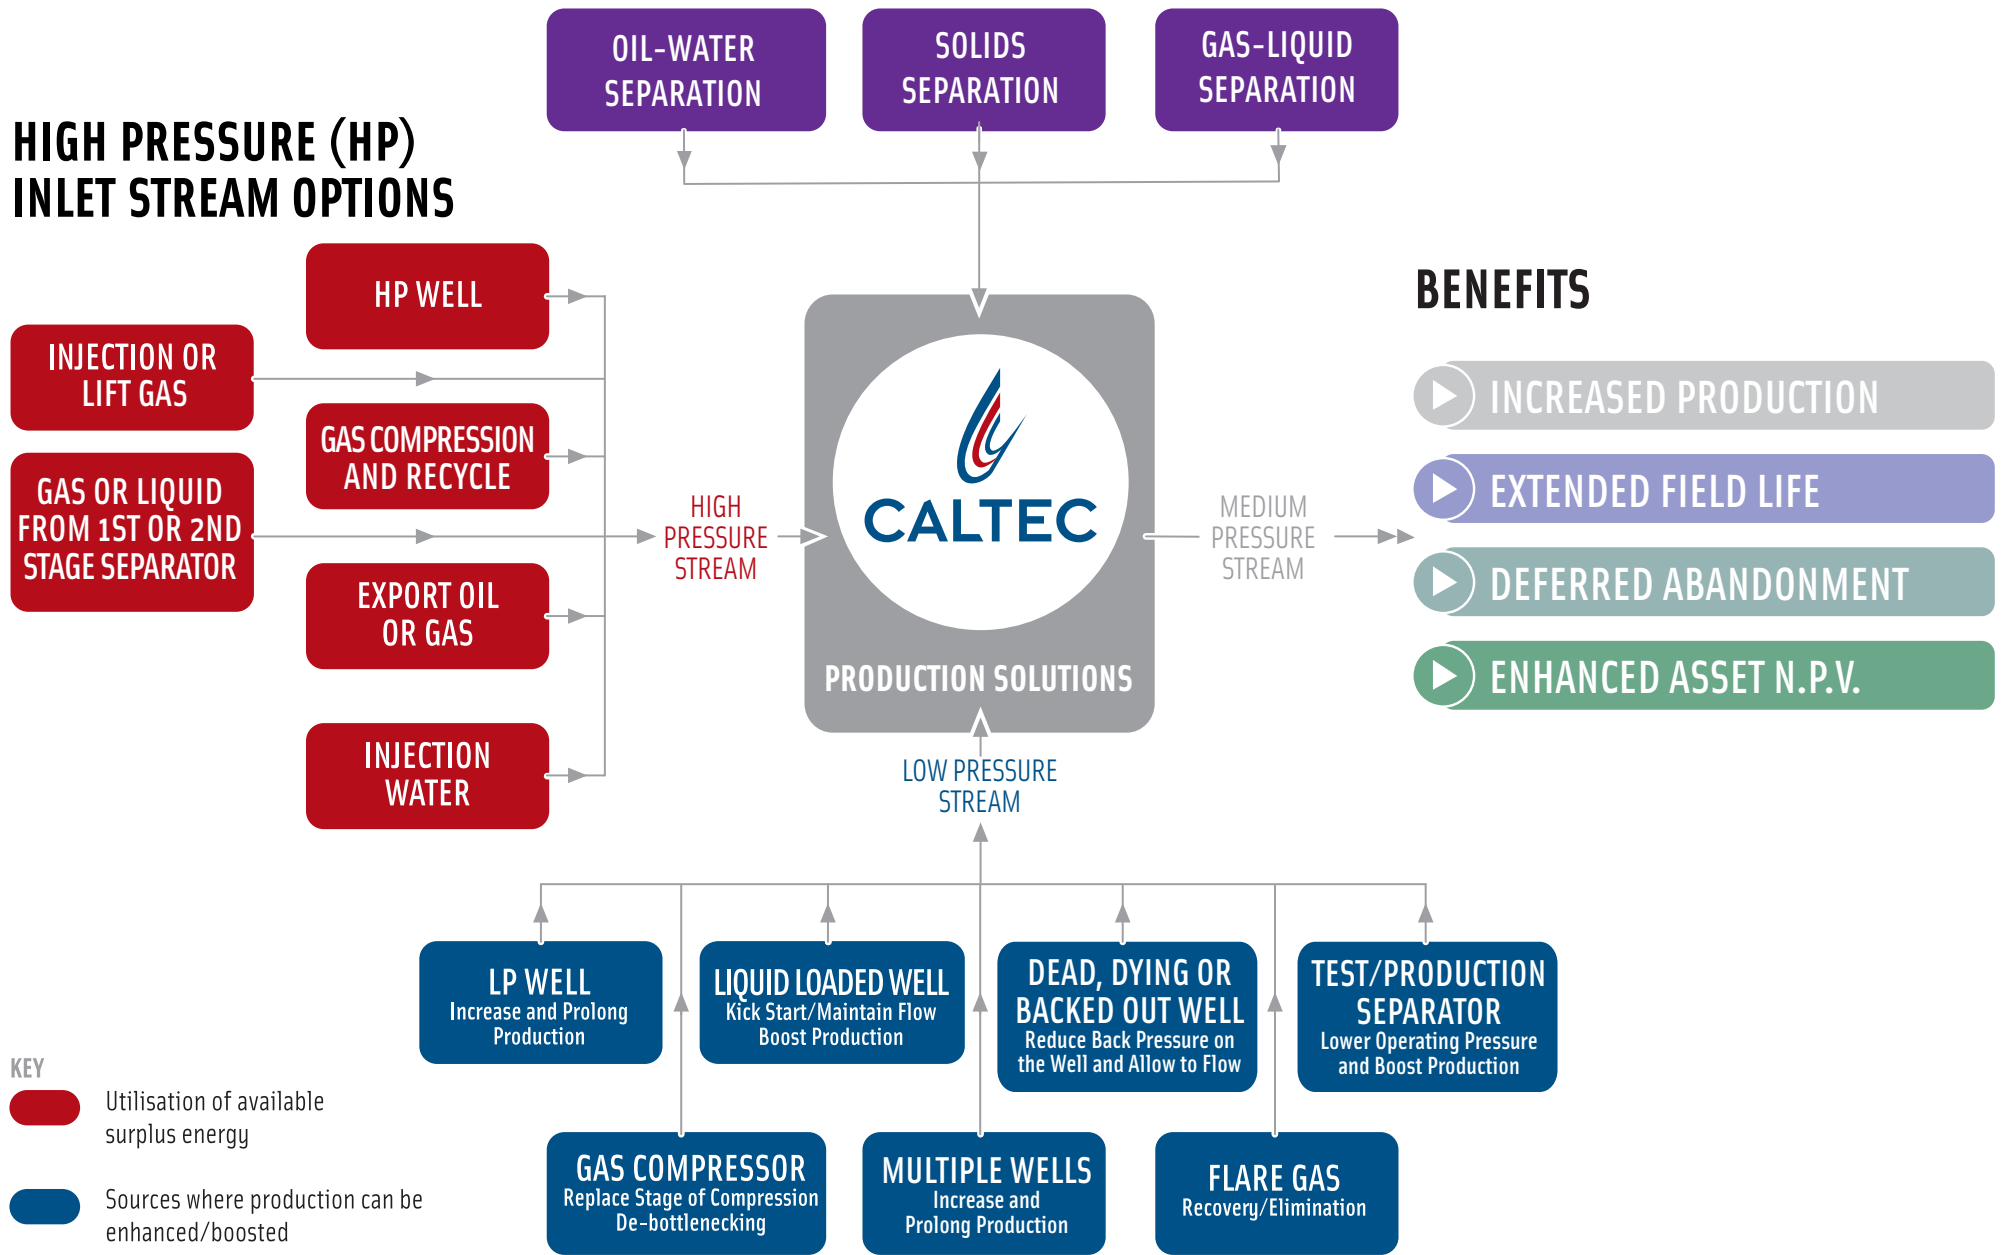 OIL-WATER
SEPARATION
SOLIDS
SEPARATION
GAS-LIQUID
SEPARATION
HIGH PRESSURE (HP)
INLET STREAM OPTIONS
HP WELL
INJECTION OR
LIFT GAS
GAS COMPRESSION
AND RECYCLE
GAS OR LIQUID
FROM 1ST OR 2ND
STAGE SEPARATOR
EXPORT OIL
OR GAS
INJECTION
WATER
HIGH
PRESSURE
STREAM
CALTEC
PRODUCTION SOLUTIONS
MEDIUM
PRESSURE
STREAM
BENEFITS
INCREASED PRODUCTION
EXTENDED FIELD LIFE
DEFERRED ABANDONMENT
ENHANCED ASSET N.P.V.
LOW PRESSURE
STREAM
LP WELL
Increase and Prolong
Production
LIQUID LOADED WELL
Kick Start/Maintain Flow
Boost Production
DEAD, DYING OR
BACKED OUT WELL
Reduce Back Pressure on
the Well and Allow to Flow
TEST/PRODUCTION
SEPARATOR
Lower Operating Pressure
and Boost Production
GAS COMPRESSOR
Replace Stage of Compression
De-bottlenecking
MULTIPLE WELLS
Increase and
Prolong Production
FLARE GAS
Recovery/Elimination
KEY
Utilisation of available
surplus energy
Sources where production can be
enhanced/boosted